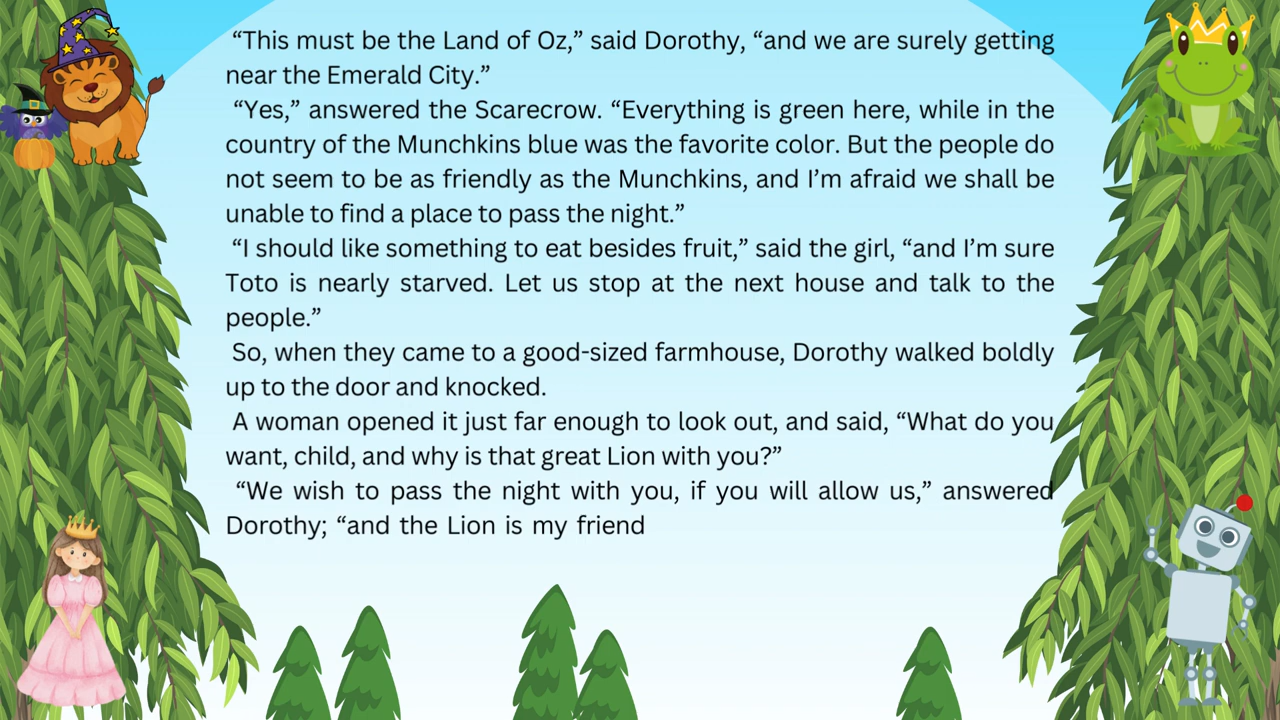 “This must be the Land of Oz,” said Dorothy, “and we are surely getting
near the Emerald City.”
“Yes,” answered the Scarecrow. “Everything is green here, while in the
country of the Munchkins blue was the favorite color. But the people do
not seem to be as friendly as the Munchkins, and I’m afraid we shall be
unable to find a place to pass the night.”
“I should like something to eat besides fruit,” said the girl, “and I’m sure
Toto is nearly starved. Let us stop at the next house and talk to the
people.”
So, when they came to a good-sized farmhouse, Dorothy walked boldly
up to the door and knocked.
A woman opened it just far enough to look out, and said, “What do you
want, child, and why is that great Lion with you?”
“We wish to pass the night with you, if you will allow us,” answered
Dorothy; “and the Lion is my friend